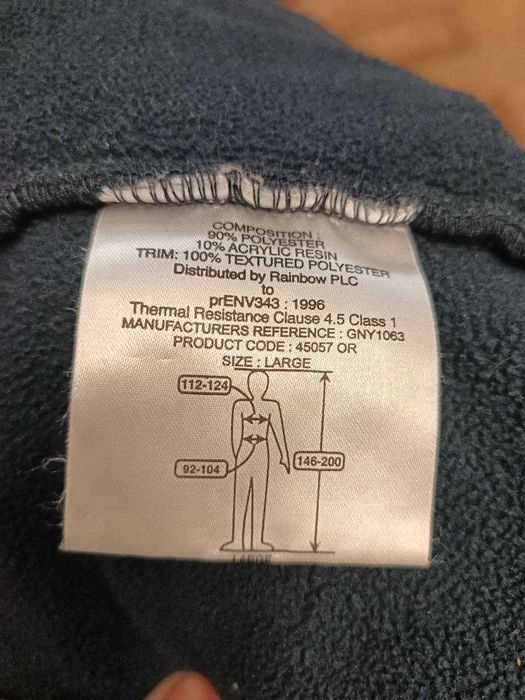 COMPOSITION :
90% POLYESTER
10% ACRYLIC RESIN
TRIM: 100% TEXTURED POLYESTER
Distributed by Rainbow PLC
to
prENV343 : 1996
Thermal Resistance Clause 4.5 Class 1
MANUFACTURERS REFERENCE : GNY1063
PRODUCT CODE : 45057 OR
SIZE : LARGE
112-124
146-200
92-104
LARGE